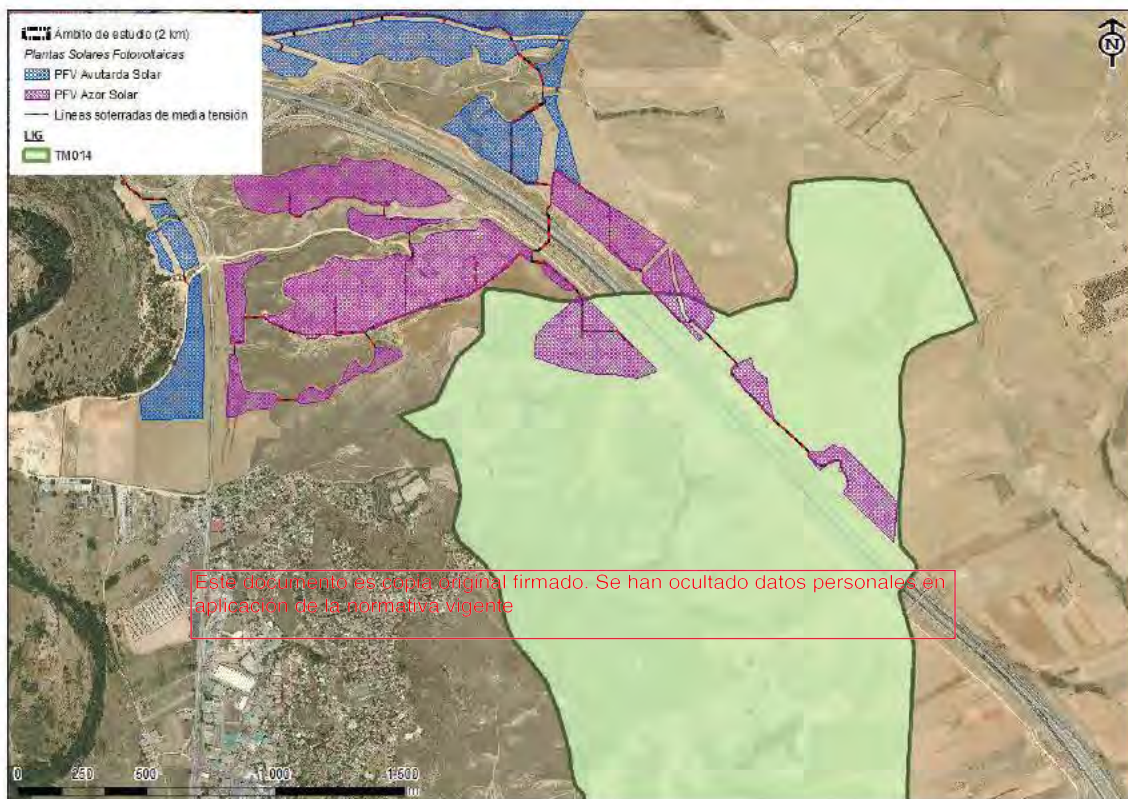 Ámbito de estudio (2 km)
Plantas Solares Fotovoltaicas
PFV Avutarda Solar
PFV Azor Solar
Líneas soterradas de media tensión
LIG
TM014
N
Este documento es copia original firmado. Se han ocultado datos personales en
aplicación de la normativa vigente
0 250 500 1.000 1.500
m